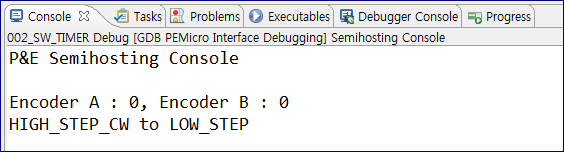 Console Tasks Problems Executables Debugger Console Progress
002_SW_TIMER Debug [GDB PEMicro Interface Debugging] Semihosting Console
P&E Semihosting Console
Encoder A : 0, Encoder B : 0
HIGH_STEP_CW to LOW_STEP